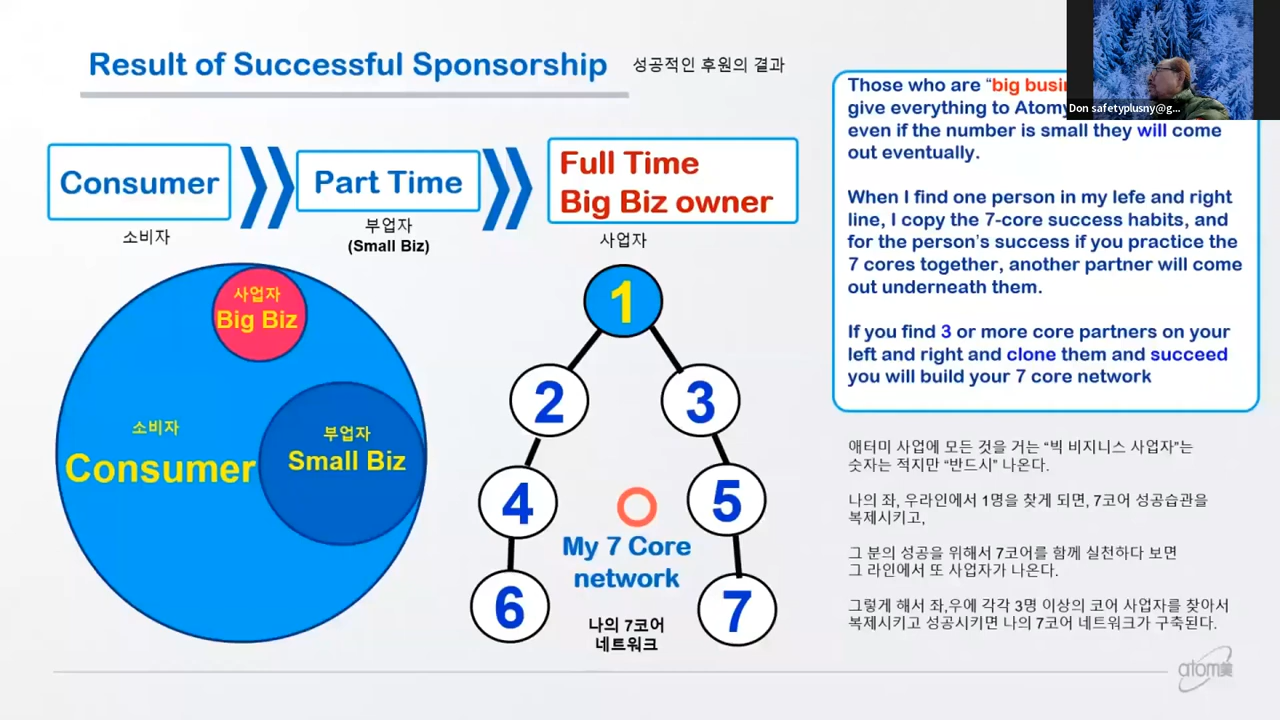 Result of Successful Sponsorship 성공적인 후원의 결과
Consumer
소비자
Part Time
부업자
(Small Biz)
Full Time
Big Biz owner
사업자
사업자
Big Biz
소비자
Consumer
부업자
Small Biz
1
2
3
4
5
6
7
My 7 Core
network
나의 7코어
네트워크
Those who are “big busi
give everything to Atomy
even if the number is small they will come
out eventually.
When I find one person in my lefe and right
line, I copy the 7-core success habits, and
for the person's success if you practice the
7 cores together, another partner will come
out underneath them.
If you find 3 or more core partners on your
left and right and clone them and succeed
you will build your 7 core network
애터미 사업에 모든 것을 거는 “빅 비지니스 사업자”는
숫자는 적지만 “반드시” 나온다.
나의 좌, 우라인에서 1명을 찾게 되면, 7코어 성공습관을
복제시키고,
그 분의 성공을 위해서 7코어를 함께 실천하다 보면
그 라인에서 또 사업자가 나온다.
그렇게 해서 좌,우에 각각 3명 이상의 코어 사업자를 찾아서
복제시키고 성공시키면 나의 7코어 네트워크가 구축된다.
Don safetyplusny@g...
atom美